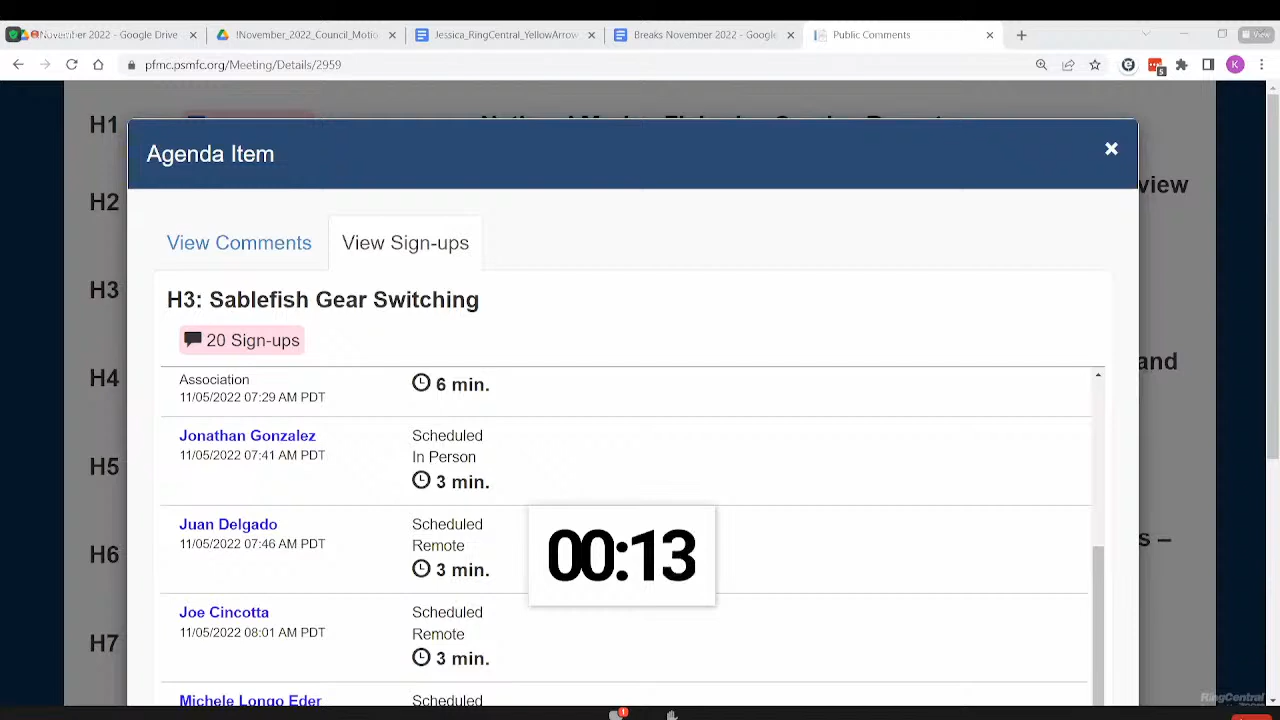 November 2022 - Google Drive
!November_2022_Council_Motio
Jessica_RingCentral_YellowArrow
Breaks November 2022 - Google
Public Comments
View
pfmc.psmfc.org/Meeting/Details/2959
5
K
H1
Agenda Item
H2
view
View Comments
View Sign-ups
H3
H3: Sablefish Gear Switching
20 Sign-ups
H4
and
Association
11/05/2022 07:29 AM PDT
6 min.
Jonathan Gonzalez
Scheduled
11/05/2022 07:41 AM PDT
In Person
H5
3 min.
Juan Delgado
Scheduled
11/05/2022 07:46 AM PDT
Remote
00:13
H6
s –
3 min.
Joe Cincotta
Scheduled
11/05/2022 08:01 AM PDT
Remote
H7
3 min.
Michele Longo Eder
Scheduled
RingCentral
1